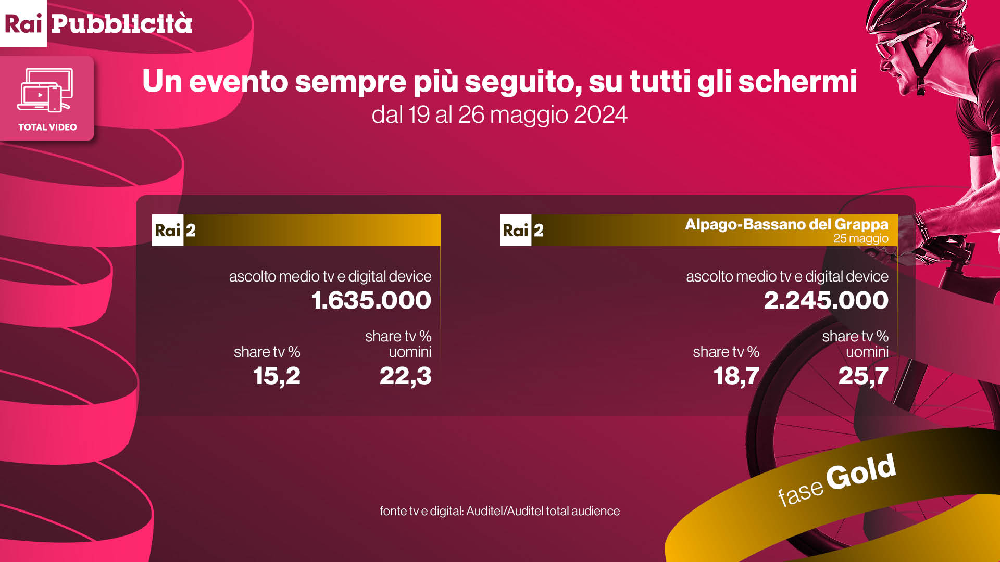 Rai Pubblicità
TOTAL VIDEO
Un evento sempre più seguito, su tutti gli schermi
dal 19 al 26 maggio 2024
Rai 2
ascolto medio tv e digital device
1.635.000
share tv %
15,2
share tv %
uomini
22,3
Rai 2
Alpago-Bassano del Grappa
25 maggio
ascolto medio tv e digital device
2.245.000
share tv %
18,7
share tv %
uomini
25,7
fase Gold
fonte tv e digital: Auditel/Auditel total audience